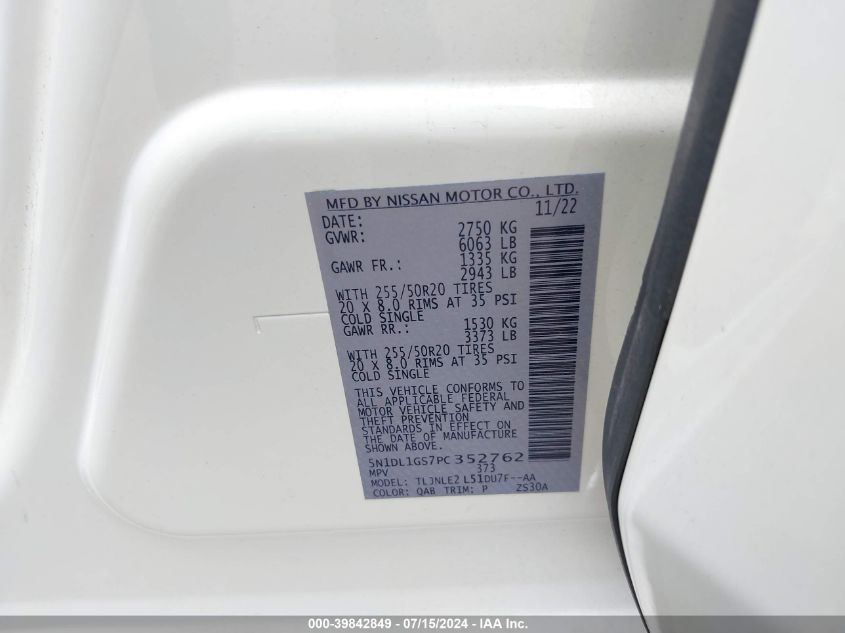 MFD BY NISSAN MOTOR CO., LTD.
DATE: 11/22
GVWR: 2750 KG
6063 LB
GAWR FR.: 1335 KG
2943 LB
WITH 255/50R20 TIRES
20 X 8.0 RIMS AT 35 PSI
COLD SINGLE
GAWR RR.: 1530 KG
3373 LB
WITH 255/50R20 TIRES
20 X 8.0 RIMS AT 35 PSI
COLD SINGLE
THIS VEHICLE CONFORMS TO
ALL APPLICABLE FEDERAL
MOTOR VEHICLE SAFETY AND
THEFT PREVENTION
STANDARDS IN EFFECT ON
THE DATE OF MANUFACTURE
SHOWN ABOVE.
5N1DL1GS7PC352762
MPV 373
MODEL: TLJNLE2 L51DU7F--AA
COLOR: QAB TRIM: P ZS30A
000-39842849 - 07/15/2024 - IAA Inc.